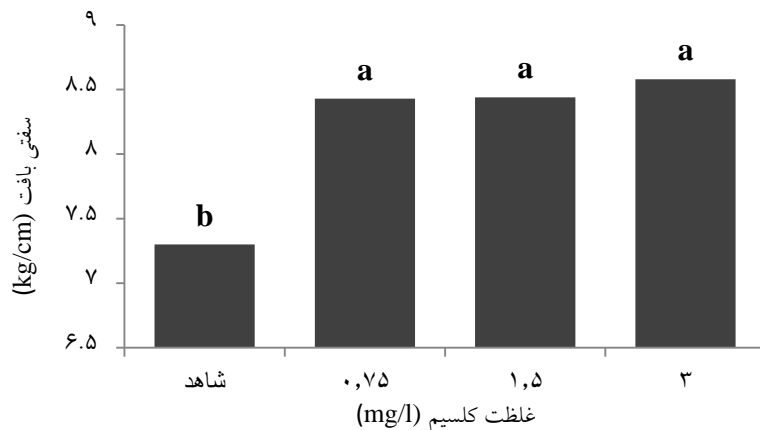 سفتی بافت (kg/cm)
۹
۸.۵
۸
۷.۵
۷
۶.۵
b
a
a
a
شاهد
۰,۷۵
۱,۵
۳
غلظت کلسیم (mg/l)